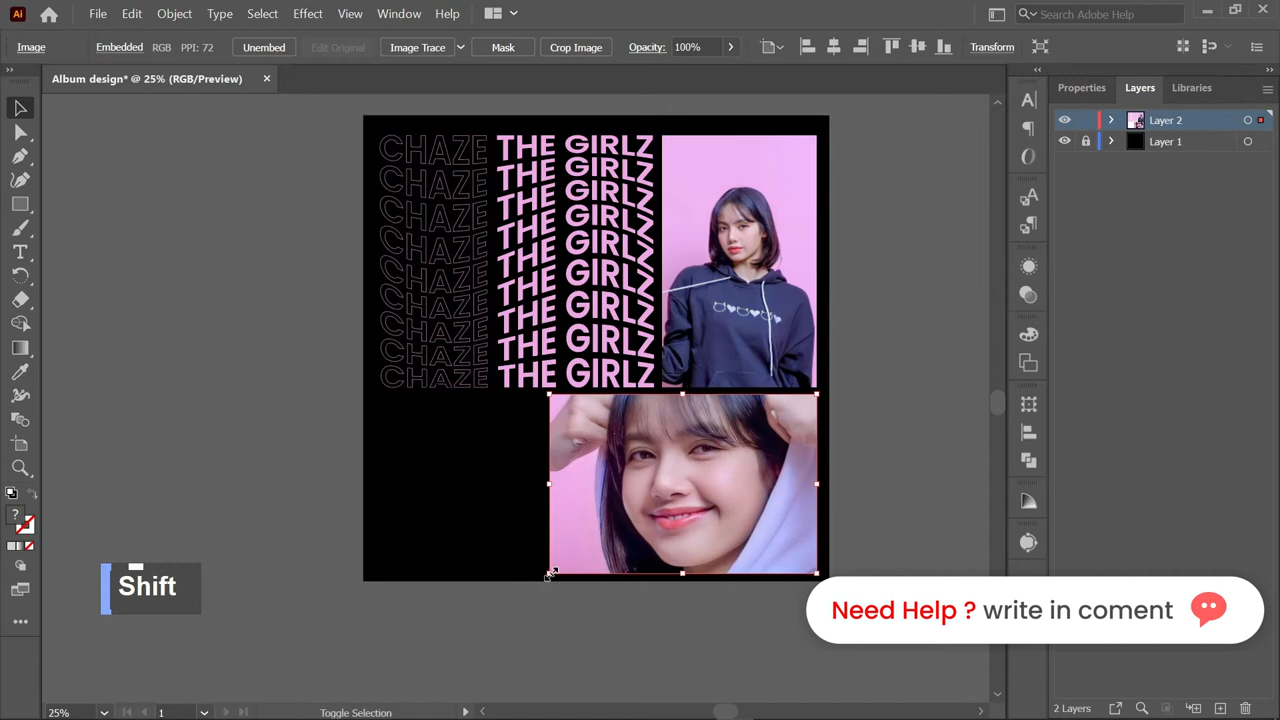 Ai
File Edit Object Type Select Effect View Window Help
Search Adobe Help
Image Embedded RGB PPI: 72 Unembed Edit Original Image Trace Mask Crop Image Opacity: 100% Transform
Album design* @ 25% (RGB/Preview)
Properties Layers Libraries
Layer 2
Layer 1
CHAZE THE GIRLZ
CHAZE THE GIRLZ
CHAZE THE GIRLZ
CHAZE THE GIRLZ
CHAZE THE GIRLZ
CHAZE THE GIRLZ
CHAZE THE GIRLZ
CHAZE THE GIRLZ
CHAZE THE GIRLZ
Shift
Need Help ? write in coment
25% 1 Toggle Selection
2 Layers